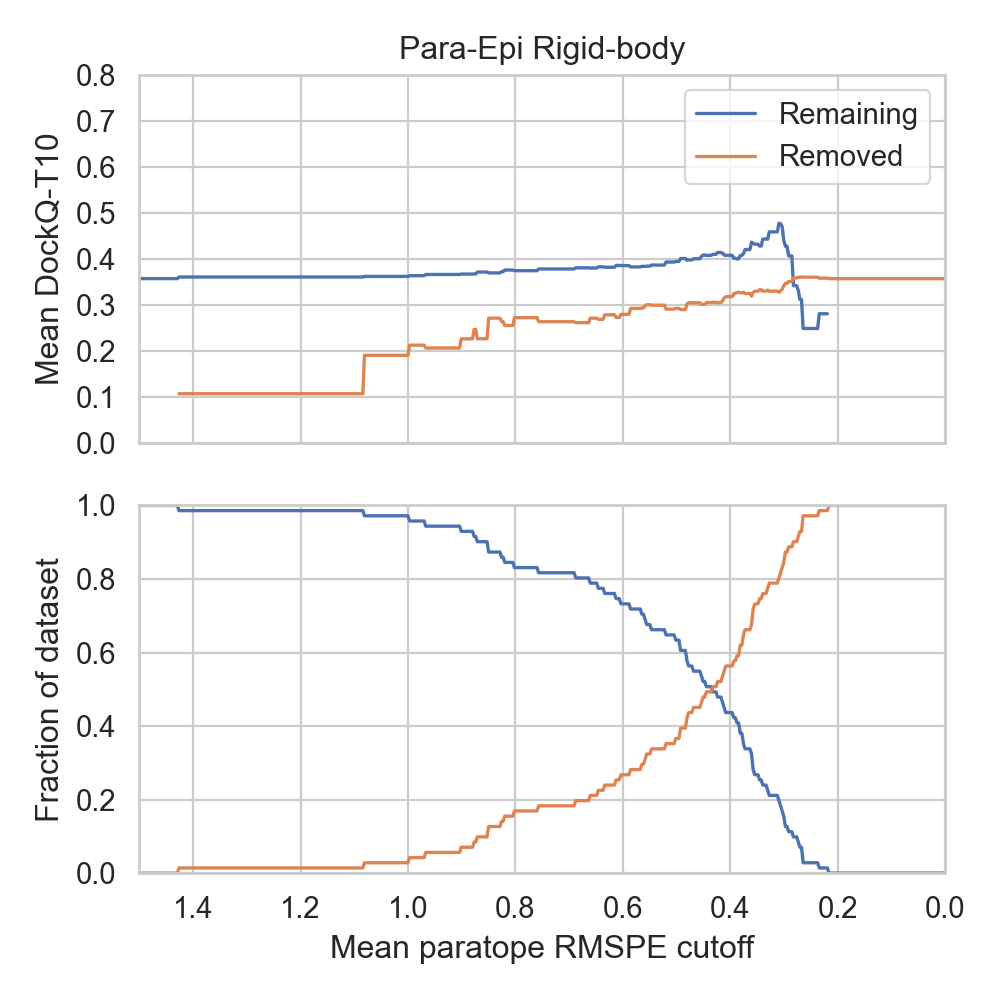 Para-Epi Rigid-body
Mean DockQ-T10
0.8
0.7
0.6
0.5
0.4
0.3
0.2
0.1
0.0
Remaining
Removed
Fraction of dataset
1.0
0.8
0.6
0.4
0.2
0.0
1.4 1.2 1.0 0.8 0.6 0.4 0.2 0.0
Mean paratope RMSPE cutoff